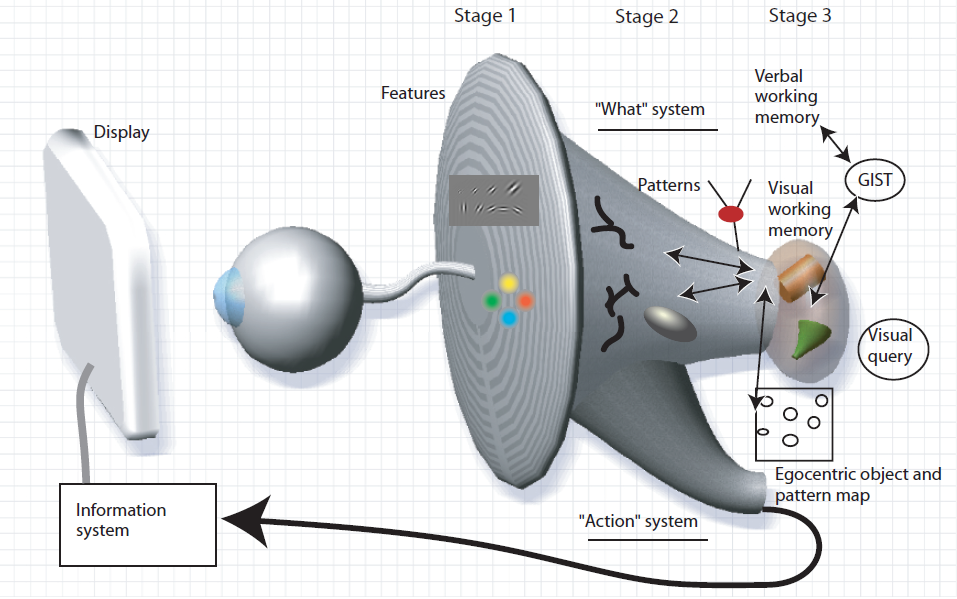 Stage 1
Stage 2
Stage 3
Features
"What" system
Verbal
working
memory
Display
GIST
Patterns
Visual
working
memory
Visual
query
Egocentric object and
pattern map
Information
system
"Action" system